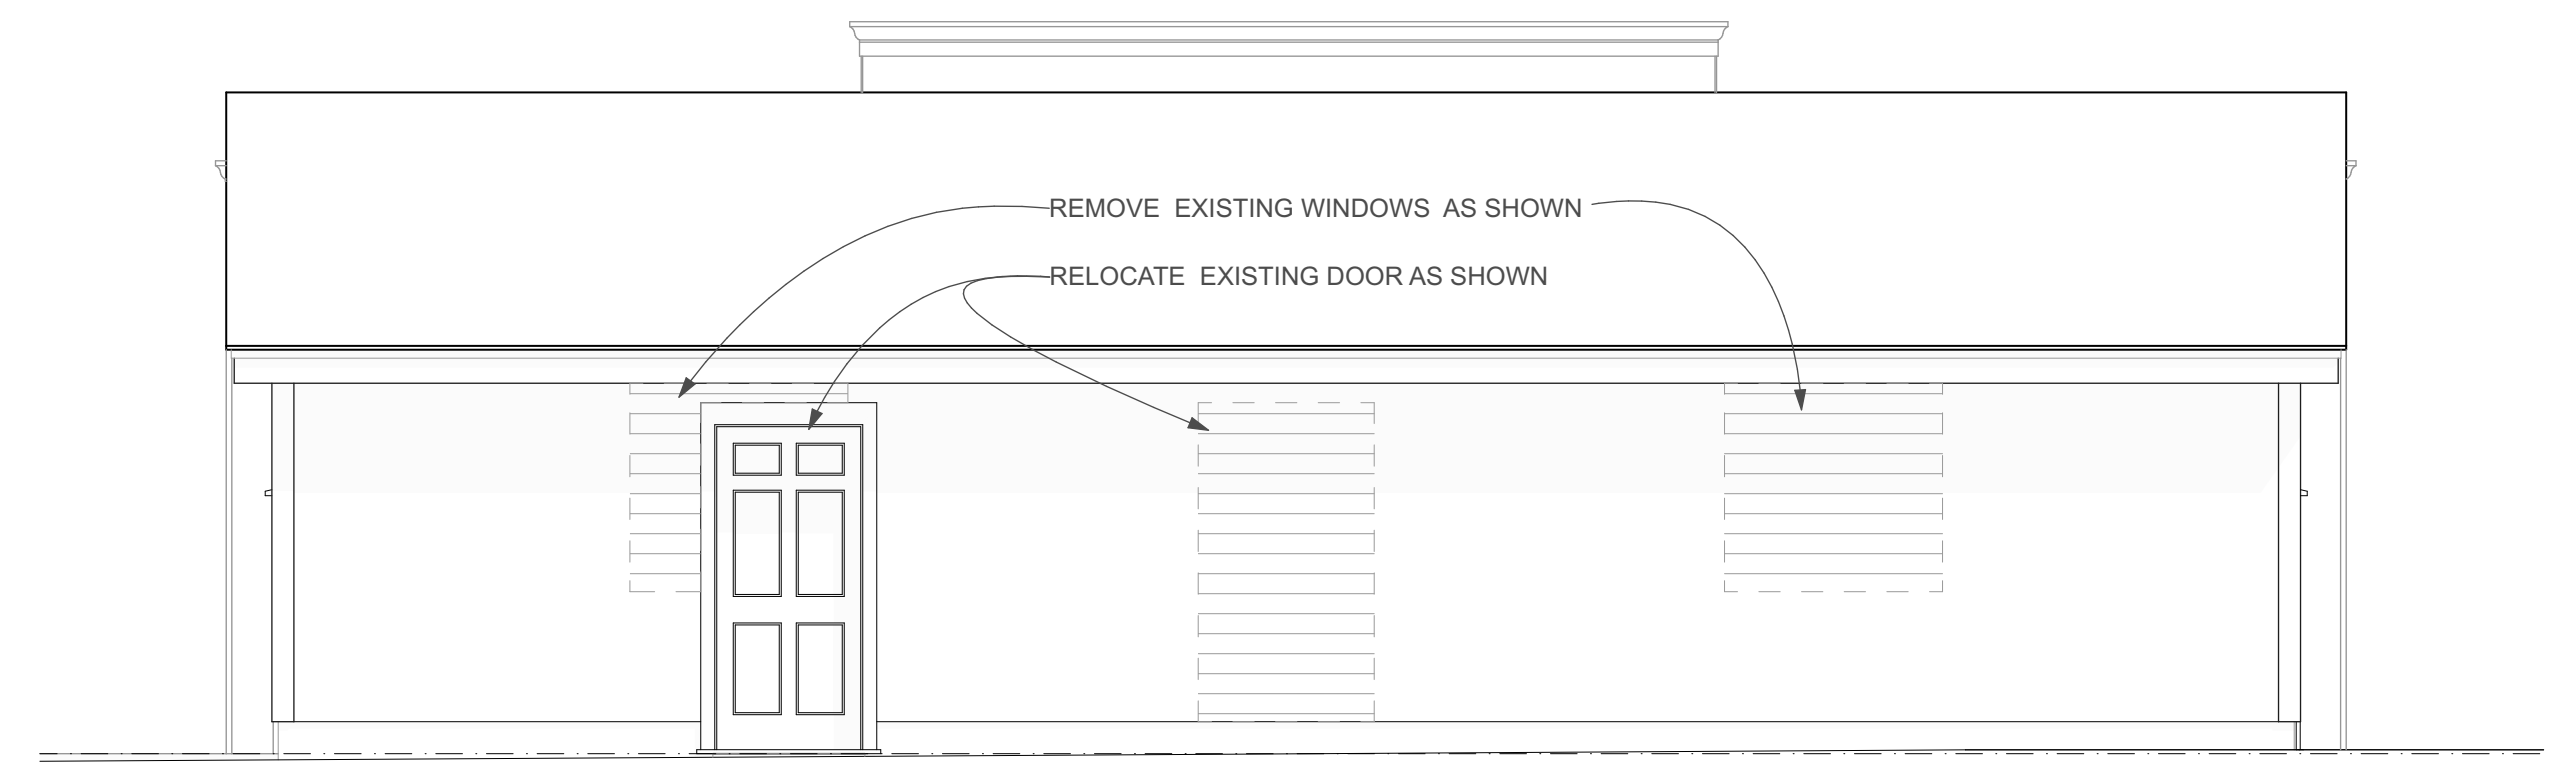 REMOVE EXISTING WINDOWS AS SHOWN
RELOCATE EXISTING DOOR AS SHOWN